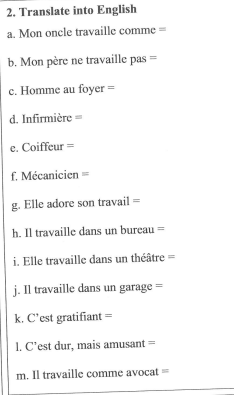 2. Translate into English
a. Mon oncle travaille comme =
b. Mon père ne travaille pas =
c. Homme au foyer =
d. Infirmière =
e. Coiffeur =
f. Mécanicien =
g. Elle adore son travail =
h. Il travaille dans un bureau =
i. Elle travaille dans un théâtre =
j. Il travaille dans un garage =
k. C'est gratifiant =
l. C'est dur, mais amusant =
m. Il travaille comme avocat =